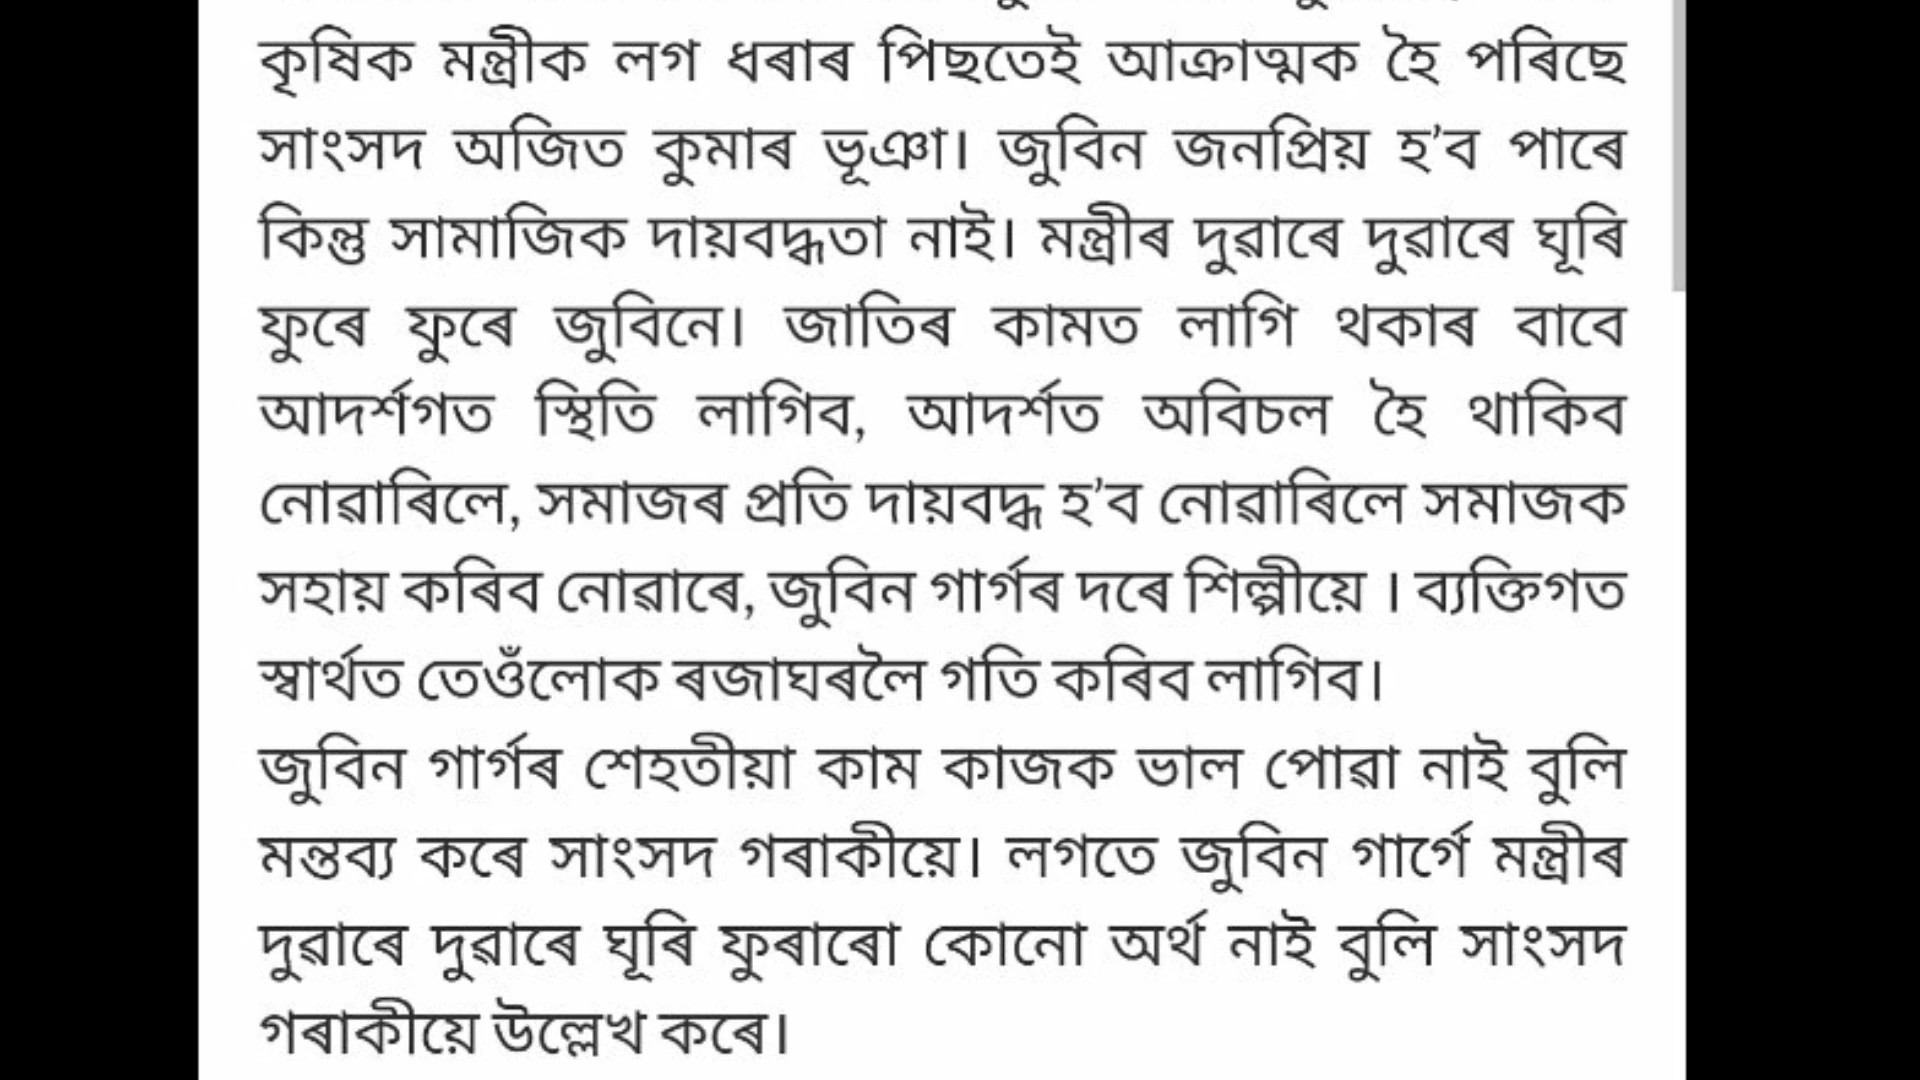 কৃষিক মন্ত্ৰীক লগ ধৰাৰ পিছতেই আক্ৰাত্মক হৈ পৰিছে
সাংসদ অজিত কুমাৰ ভূঞা। জুবিন জনপ্ৰিয় হ’ব পাৰে
কিন্তু সামাজিক দায়বদ্ধতা নাই। মন্ত্ৰীৰ দুৱাৰে দুৱাৰে ঘূৰি
ফুৰে ফুৰে জুবিনে। জাতিৰ কামত লাগি থকাৰ বাবে
আদৰ্শগত স্থিতি লাগিব, আদৰ্শত অবিচল হৈ থাকিব
নোৱাৰিলে, সমাজৰ প্ৰতি দায়বদ্ধ হ’ব নোৱাৰিলে সমাজক
সহায় কৰিব নোৱাৰে, জুবিন গাৰ্গৰ দৰে শিল্পীয়ে । ব্যক্তিগত
স্বাৰ্থত তেওঁলোক ৰজাঘৰলৈ গতি কৰিব লাগিব।
জুবিন গাৰ্গৰ শেহতীয়া কাম কাজক ভাল পোৱা নাই বুলি
মন্তব্য কৰে সাংসদ গৰাকীয়ে। লগতে জুবিন গাৰ্গে মন্ত্ৰীৰ
দুৱাৰে দুৱাৰে ঘূৰি ফুৰাৰো কোনো অৰ্থ নাই বুলি সাংসদ
গৰাকীয়ে উল্লেখ কৰে।